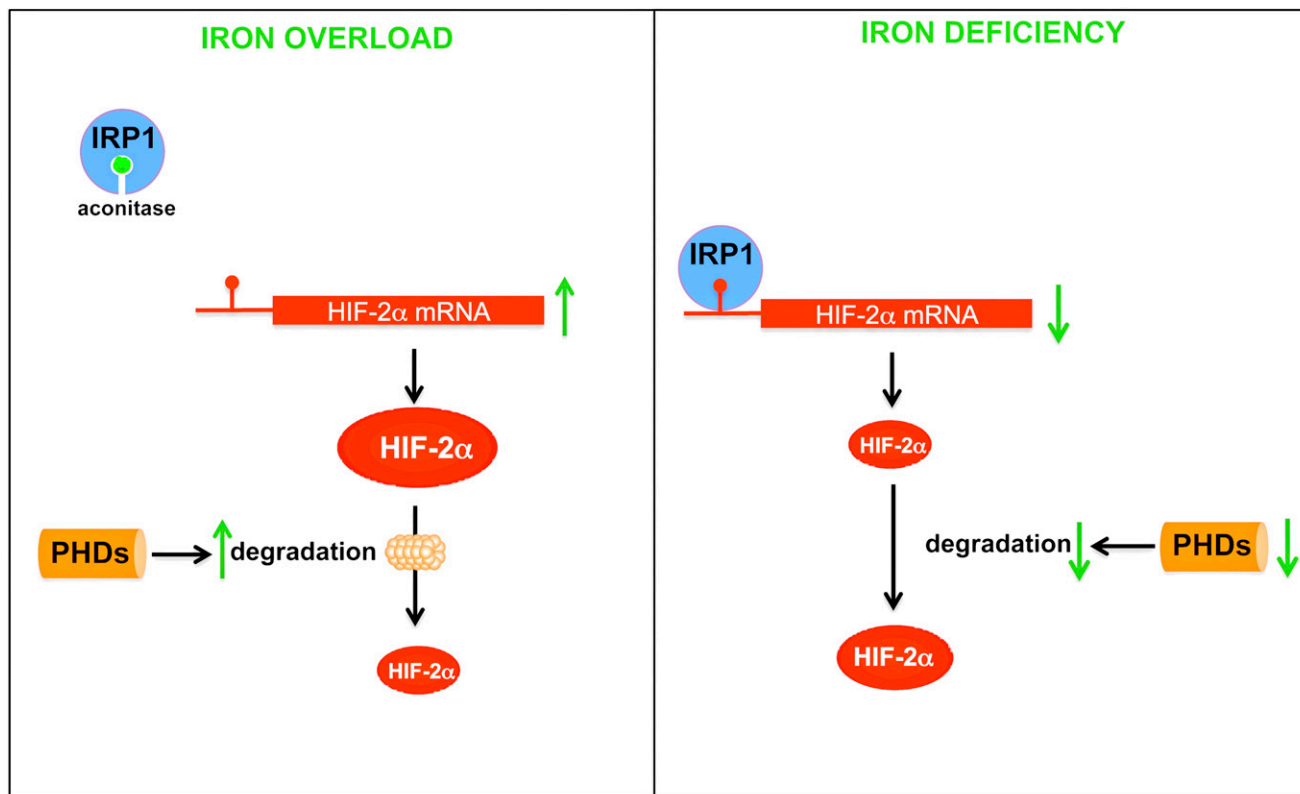 IRON OVERLOAD
IRP1
aconitase
HIF-2α mRNA
HIF-2α
PHDs
degradation
HIF-2α
IRON DEFICIENCY
IRP1
HIF-2α mRNA
HIF-2α
degradation
PHDs
HIF-2α